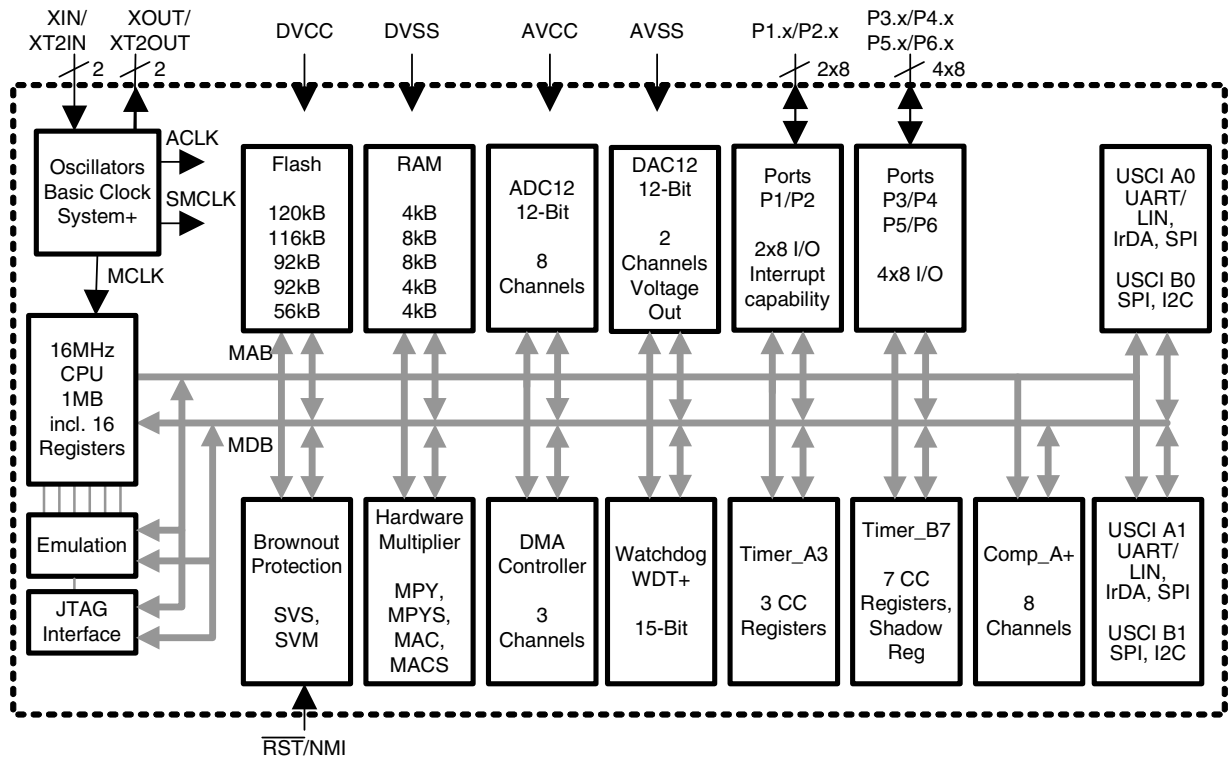 XIN/
XT2IN
2
XOUT/
XT2OUT
2
DVCC
DVSS
AVCC
AVSS
P1.x/P2.x
2x8
P3.x/P4.x
P5.x/P6.x
4x8
Oscillators
Basic Clock
System+
ACLK
SMCLK
MCLK
Flash
120kB
116kB
92kB
92kB
56kB
RAM
4kB
8kB
8kB
4kB
4kB
ADC12
12-Bit
8
Channels
DAC12
12-Bit
2
Channels
Voltage
Out
Ports
P1/P2
2x8 I/O
Interrupt
capability
Ports
P3/P4
P5/P6
4x8 I/O
USCI A0
UART/
LIN,
IrDA, SPI
USCI B0
SPI, I2C
16MHz
CPU
1MB
incl. 16
Registers
MAB
MDB
Emulation
JTAG
Interface
Brownout
Protection
SVS,
SVM
Hardware
Multiplier
MPY,
MPYS,
MAC,
MACS
DMA
Controller
3
Channels
Watchdog
WDT+
15-Bit
Timer_A3
3 CC
Registers
Timer_B7
7 CC
Registers,
Shadow
Reg
Comp_A+
8
Channels
USCI A1
UART/
LIN,
IrDA, SPI
USCI B1
SPI, I2C
RST/NMI